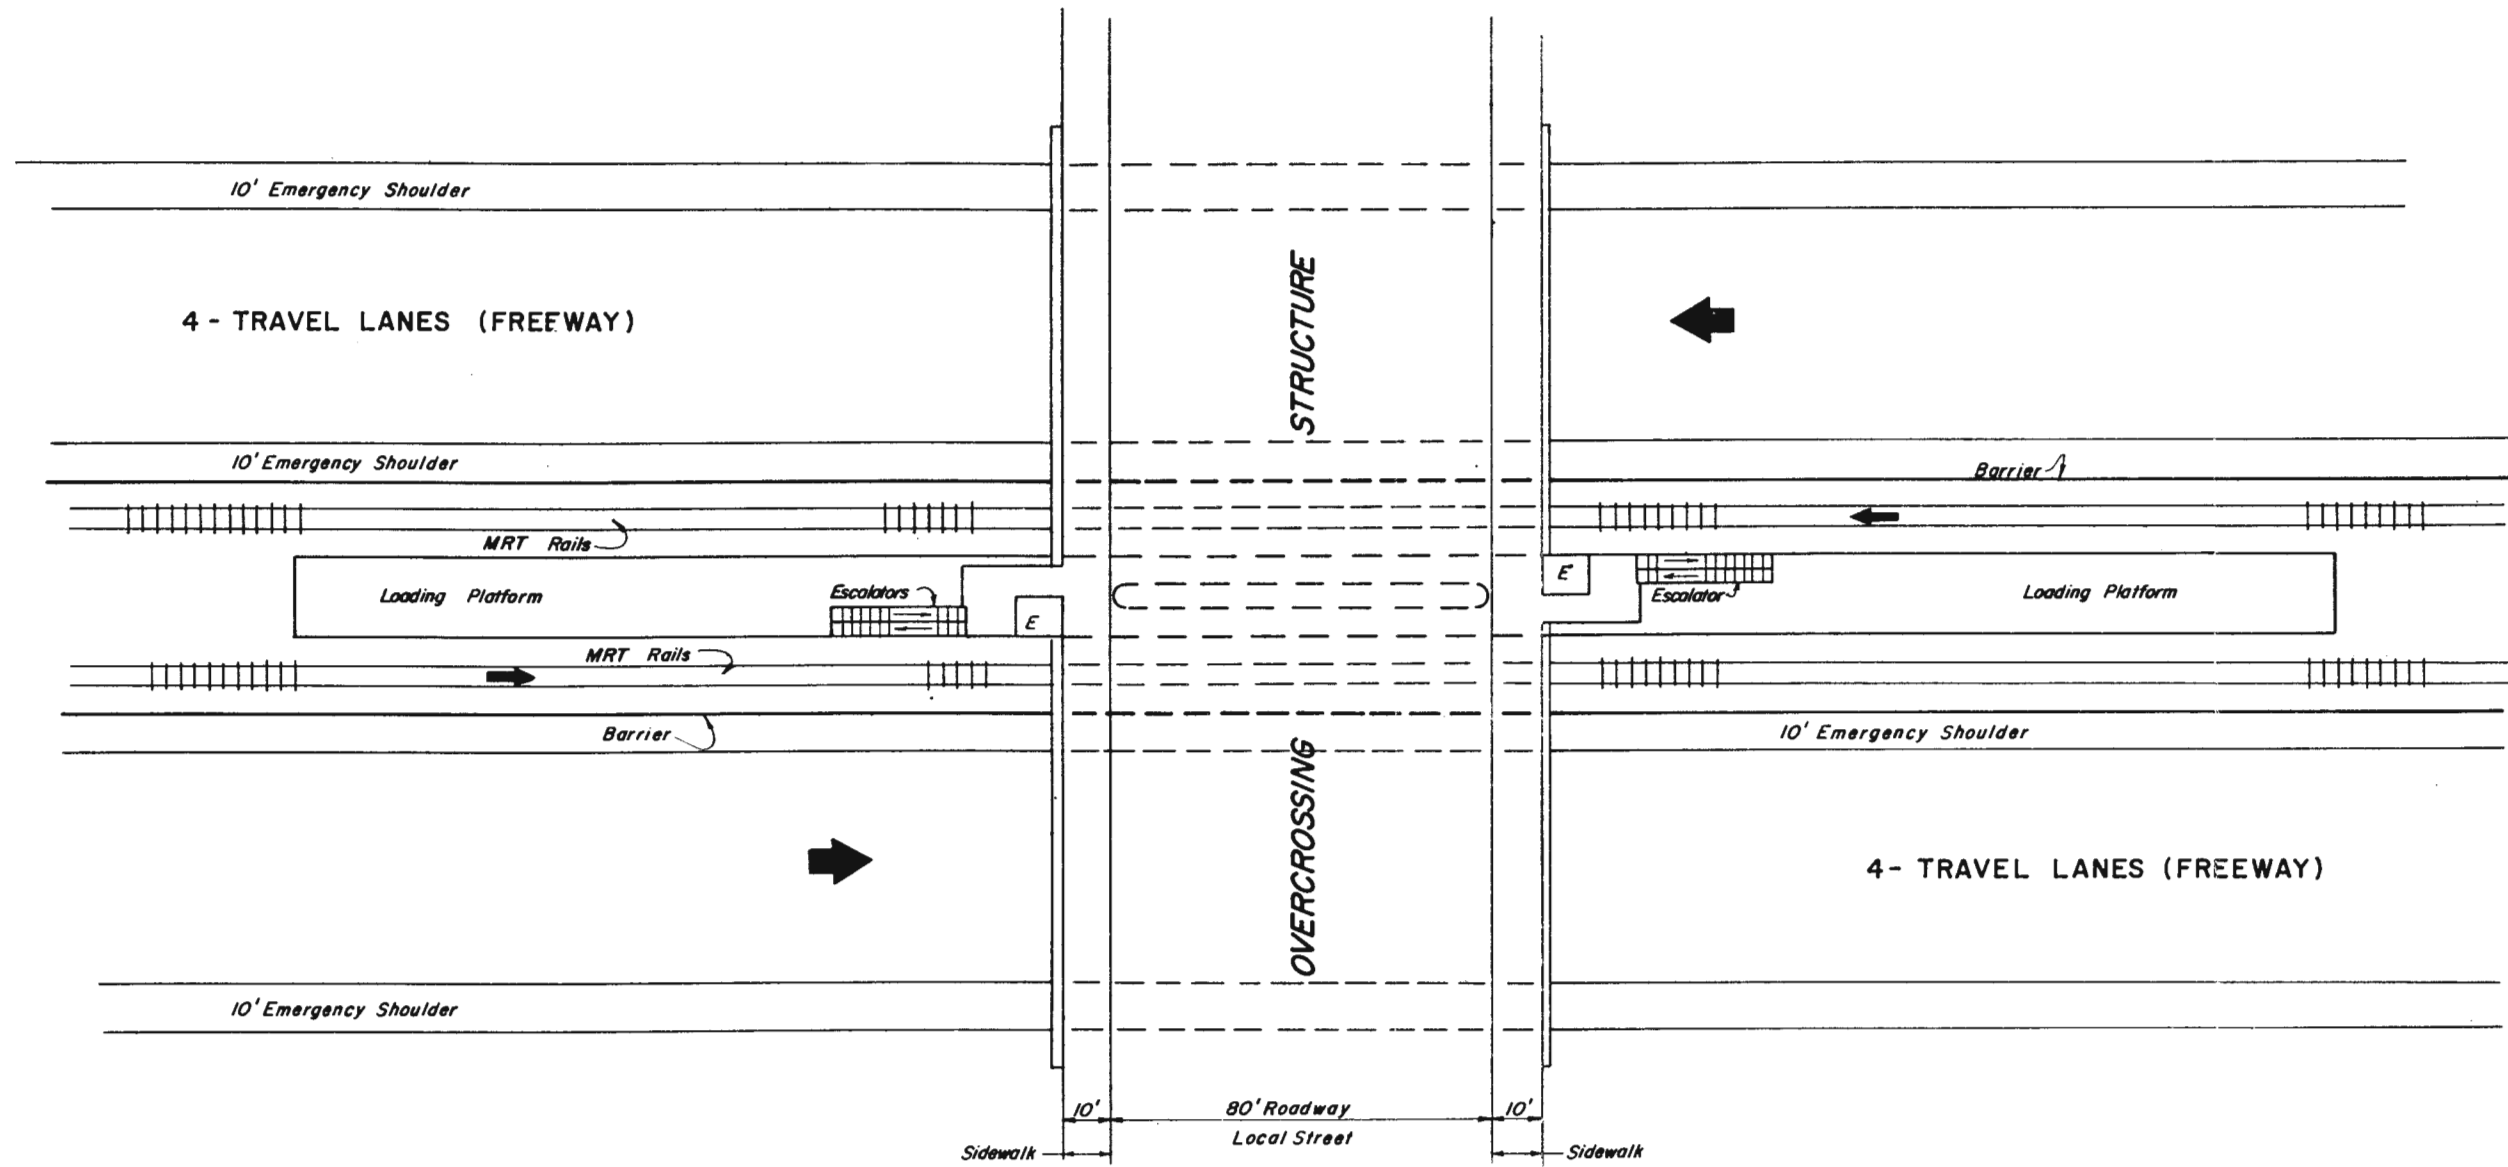 10' Emergency Shoulder
STRUCTURE
4 - TRAVEL LANES (FREEWAY)
10' Emergency Shoulder
Barrier
MRT Rails
E
Loading Platform
Escalators
Escalator
Loading Platform
E
MRT Rails
Barrier
10' Emergency Shoulder
OVERCROSSING
4 - TRAVEL LANES (FREEWAY)
10' Emergency Shoulder
10'
80' Roadway
10'
Local Street
Sidewalk
Sidewalk